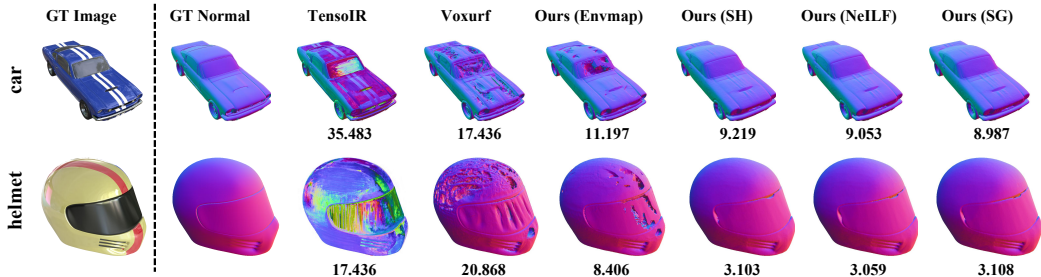 GT Image GT Normal TensoIR Voxurf Ours (Envmap) Ours (SH) Ours (NeILF) Ours (SG)
car
35.483 17.436 11.197 9.219 9.053 8.987
helmet
17.436 20.868 8.406 3.103 3.059 3.108